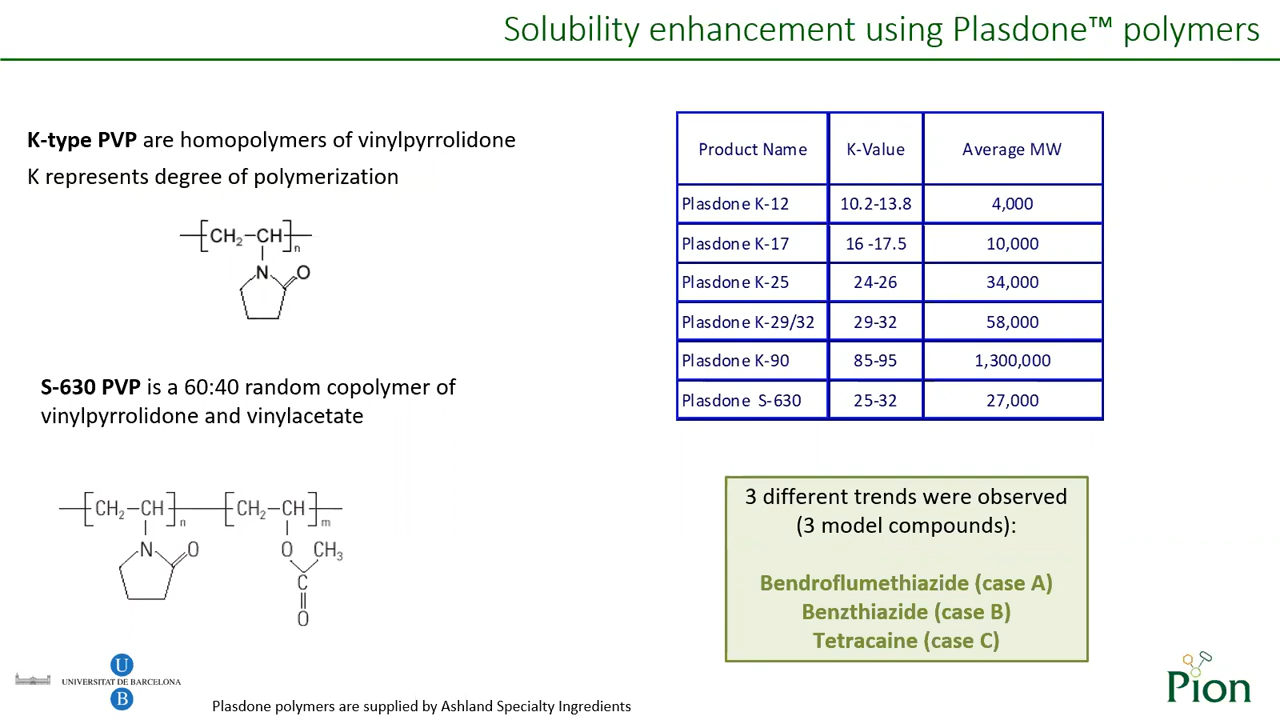 Solubility enhancement using Plasdone™ polymers
K-type PVP are homopolymers of vinylpyrrolidone
K represents degree of polymerization
[CH2-CH]n
N O
S-630 PVP is a 60:40 random copolymer of
vinylpyrrolidone and vinylacetate
[CH2-CH]n [CH2-CH]m
N O O CH3
C
O
Product Name K-Value Average MW
Plasdone K-12 10.2-13.8 4,000
Plasdone K-17 16 -17.5 10,000
Plasdone K-25 24-26 34,000
Plasdone K-29/32 29-32 58,000
Plasdone K-90 85-95 1,300,000
Plasdone S-630 25-32 27,000
3 different trends were observed
(3 model compounds):
Bendroflumethiazide (case A)
Benzthiazide (case B)
Tetracaine (case C)
U
UNIVERSITAT DE BARCELONA
B
Plasdone polymers are supplied by Ashland Specialty Ingredients
Pion